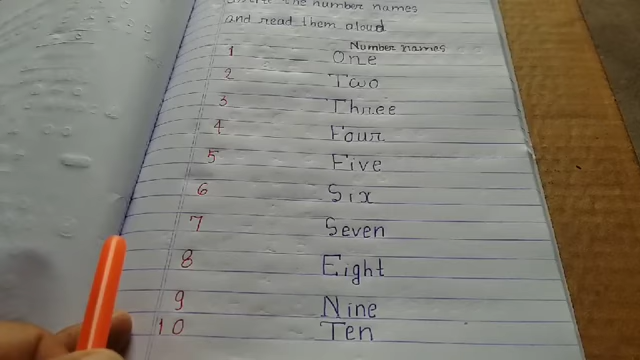 the number names
and read them aloud
Number names
1 One
2 Two
3 Three
4 Four
5 Five
6 Six
7 Seven
8 Eight
9 Nine
10 Ten